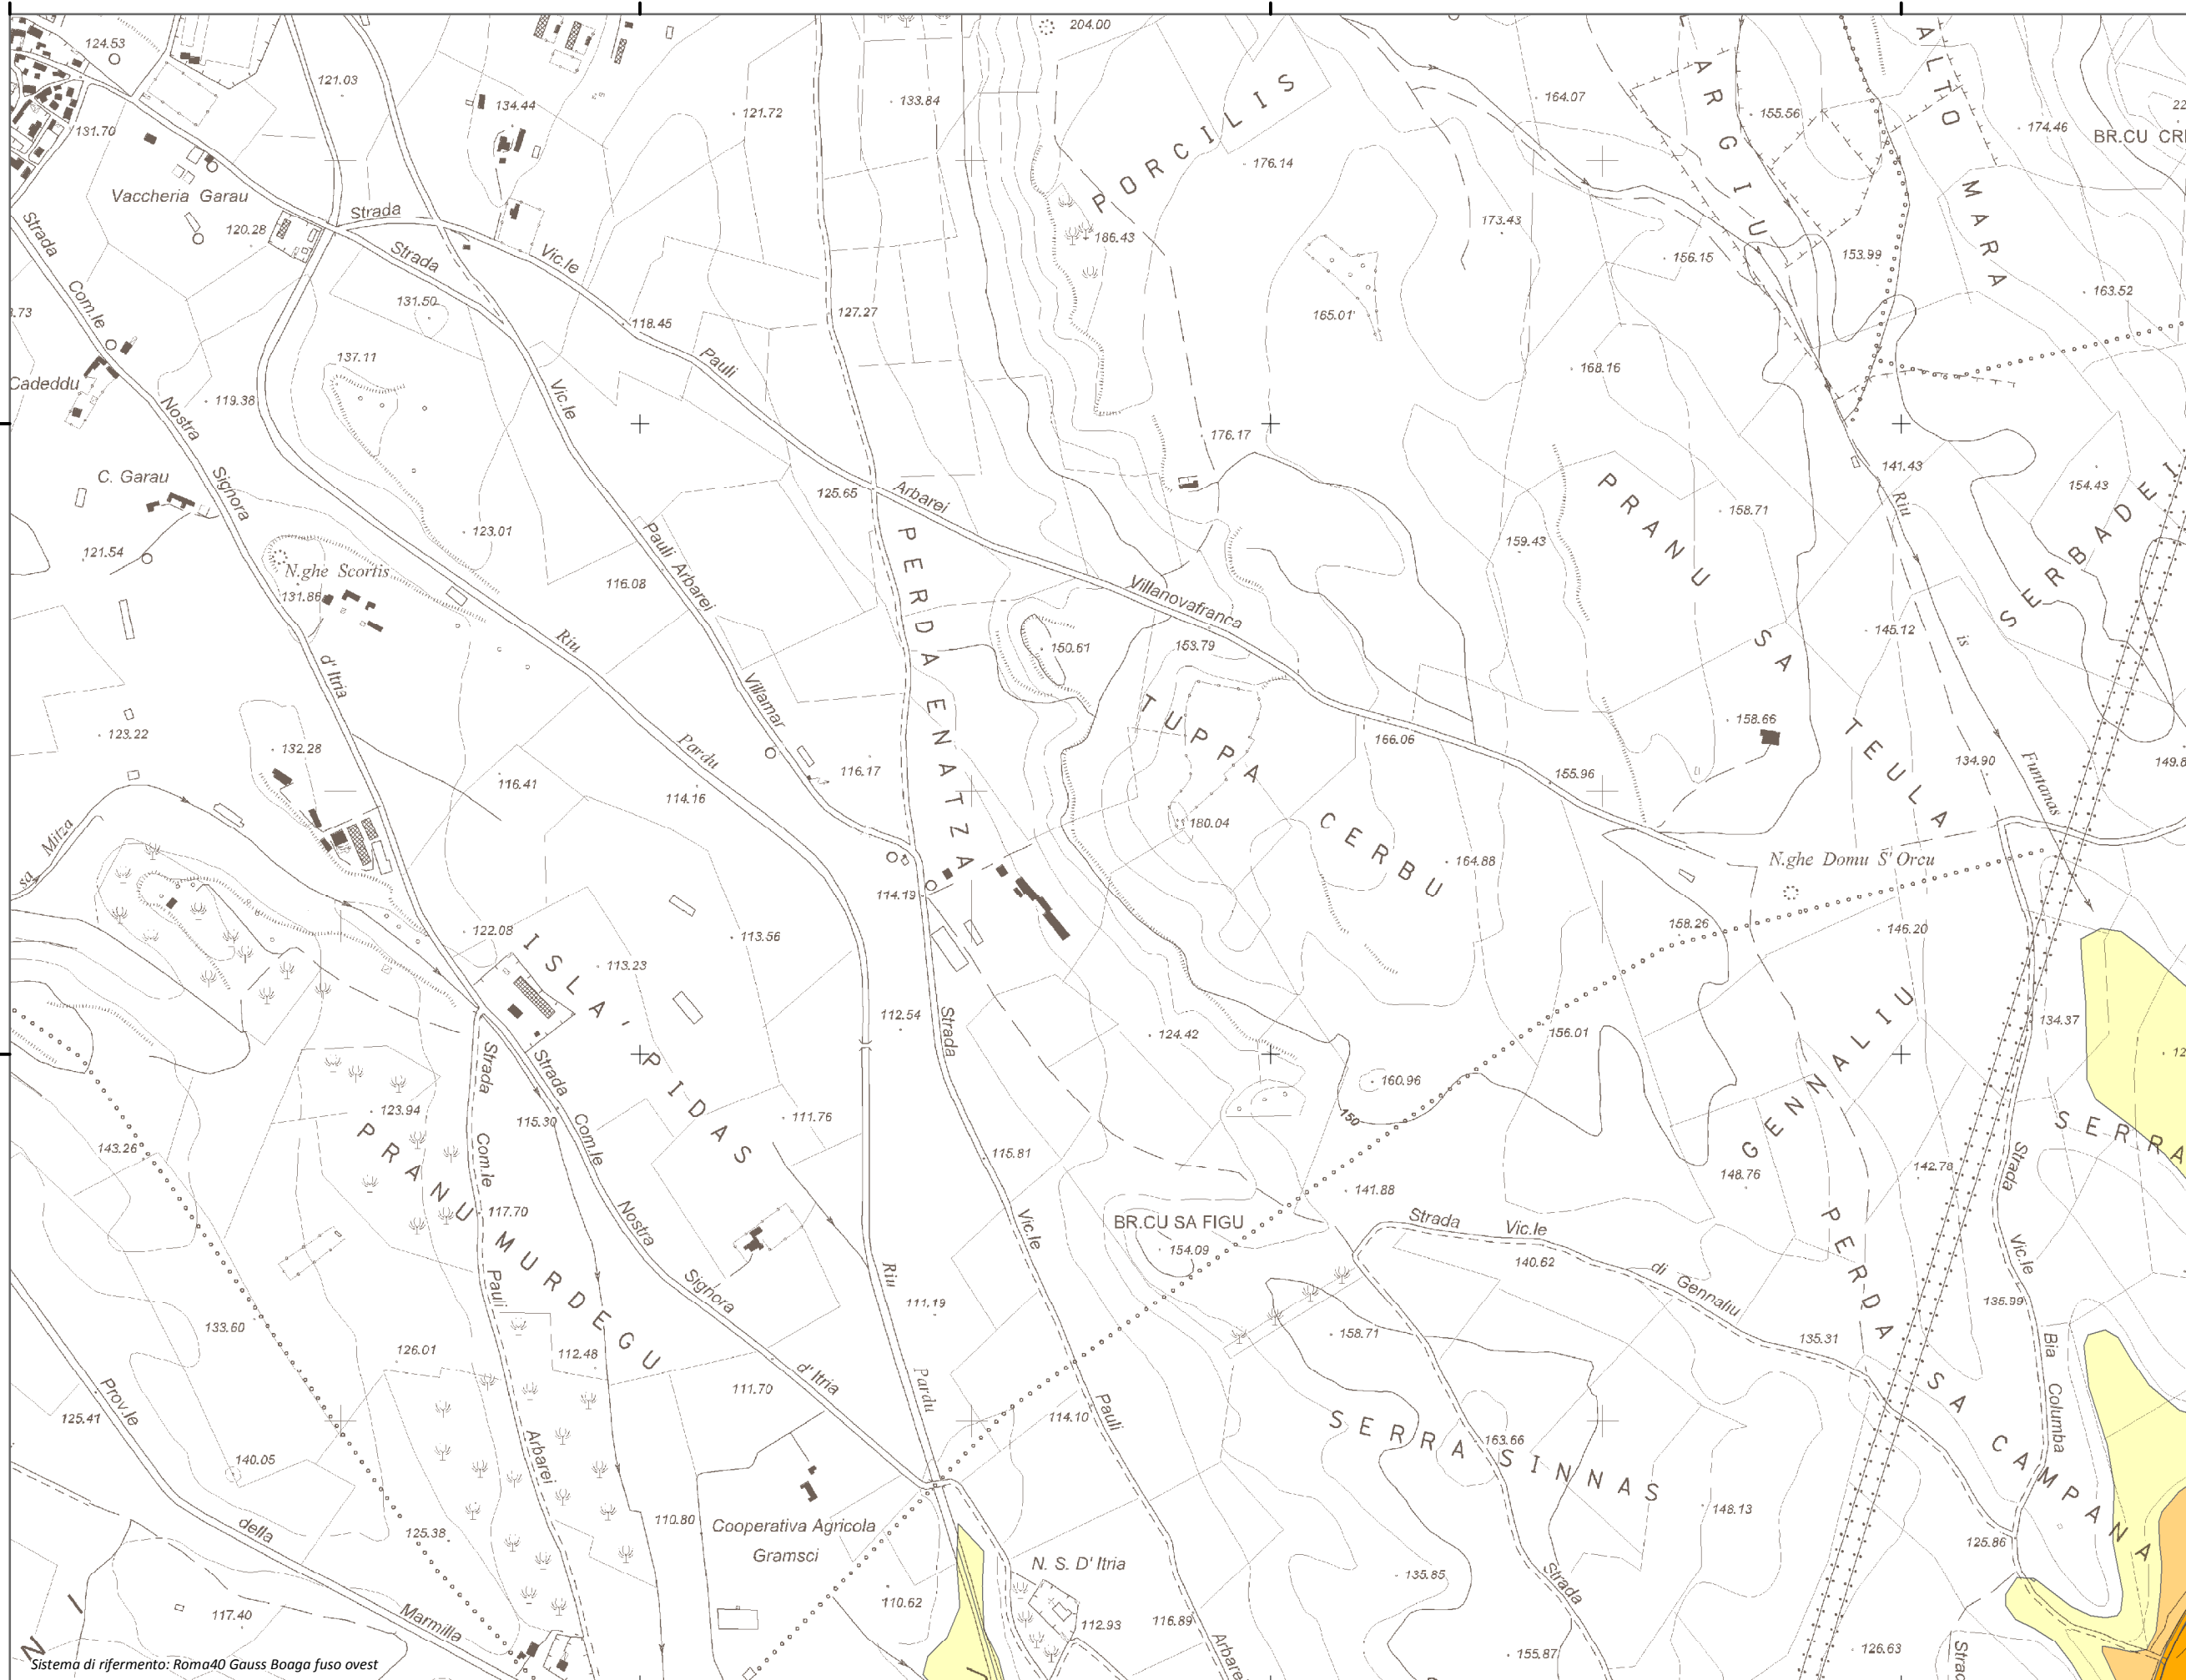 124.53
121.03
134.44
121.72
133.84
204.00
164.07
155.56
174.46
BR.CU CRE
131.70
ARGIU
ALTO MARA
PORCILIS
176.14
186.43
173.43
156.15
153.99
163.52
Vaccheria Garau
120.28
Strada
Strada
Vic.le
Strada Com.le Nostra Signora d' Itria
131.50
118.45
127.27
165.01
168.16
137.11
Cadeddu
119.38
Vic.le
Pauli
176.17
141.43
154.43
C. Garau
125.65
Arbarei
PRANU SA TEULA
158.71
Riu is Funtanas
SERBADEI
121.54
123.01
N.ghe Scortis
131.86
116.08
Pauli Arbarei
PERDA ENATZA
159.43
Villanovafranca
153.79
150.61
145.12
Riu
Pardu
Villamar
TUPPA CERBU
123.22
132.28
116.41
114.16
116.17
166.06
155.96
158.66
134.90
149.8
sa Mitza
180.04
164.88
N.ghe Domu S' Orcu
114.19
122.08
113.23
113.56
158.26
146.20
ISLA 'RIDAS
112.54
Strada
124.42
156.01
134.37
160.96
150
GENNALIU
Strada Com.le Pauli Arbarei
Strada Com.le Nostra Signora d' Itria
123.94
115.30
111.76
SERRA
143.26
PRANU MURDEGU
115.81
141.88
148.76
142.78
Strada Vic.le Bia Columba
117.70
Vic.le
BR.CU SA FIGU
154.09
Strada Vic.le di Gennaliu
140.62
PERDA SA CAMPANA
Riu Pardu
111.19
133.60
158.71
135.31
126.01
112.48
111.70
125.41
Prov.le della Marmilla
114.10
Pauli
SERRA SINNAS
163.66
140.05
148.13
125.38
110.80
Cooperativa Agricola
Gramsci
N. S. D' Itria
125.86
135.85
Strada
110.62
112.93
116.89
Arbare
117.40
155.87
126.63
Strad
N I
Sistema di rifermento: Roma40 Gauss Boaga fuso ovest